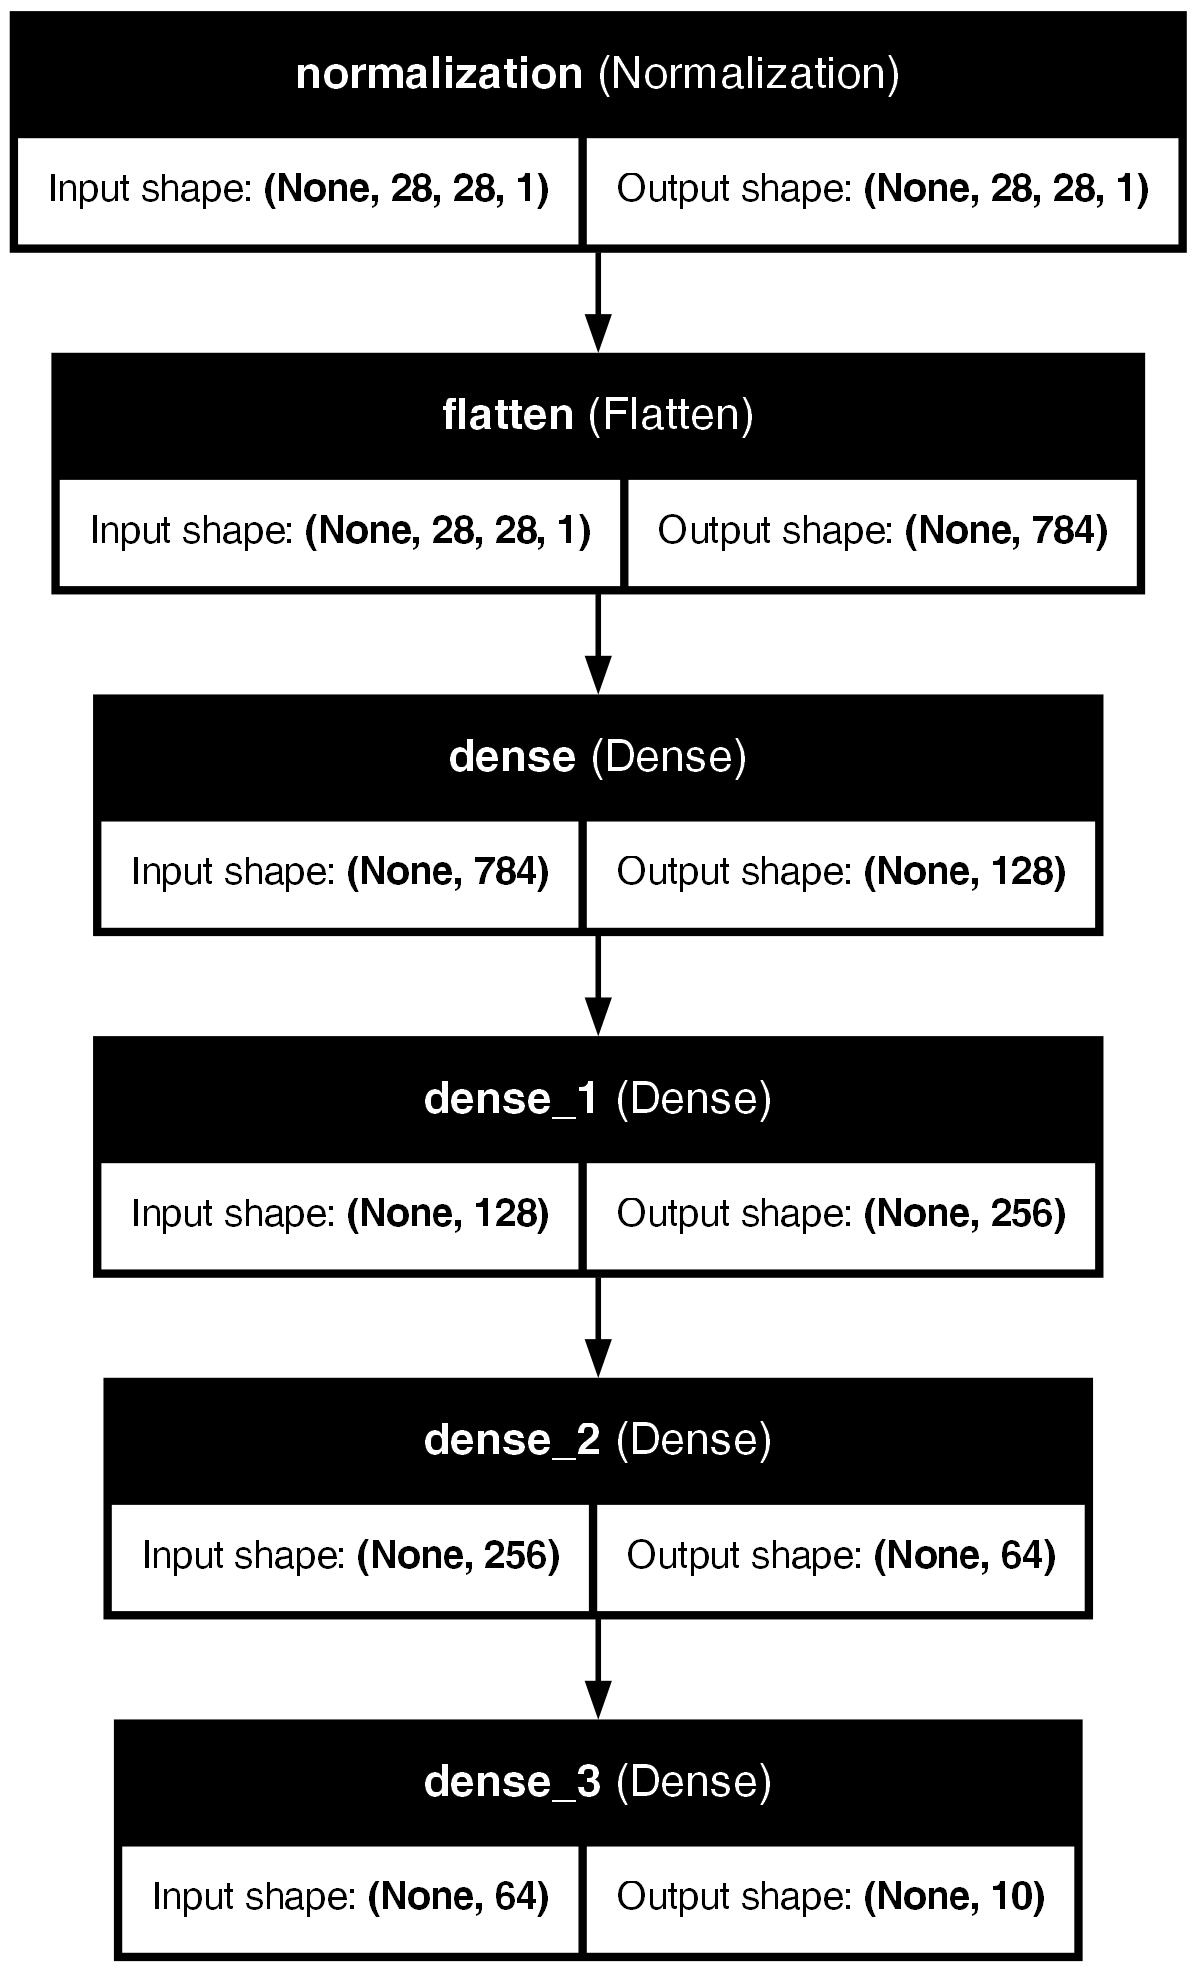 normalization (Normalization)
Input shape: (None, 28, 28, 1) Output shape: (None, 28, 28, 1)
flatten (Flatten)
Input shape: (None, 28, 28, 1) Output shape: (None, 784)
dense (Dense)
Input shape: (None, 784) Output shape: (None, 128)
dense_1 (Dense)
Input shape: (None, 128) Output shape: (None, 256)
dense_2 (Dense)
Input shape: (None, 256) Output shape: (None, 64)
dense_3 (Dense)
Input shape: (None, 64) Output shape: (None, 10)